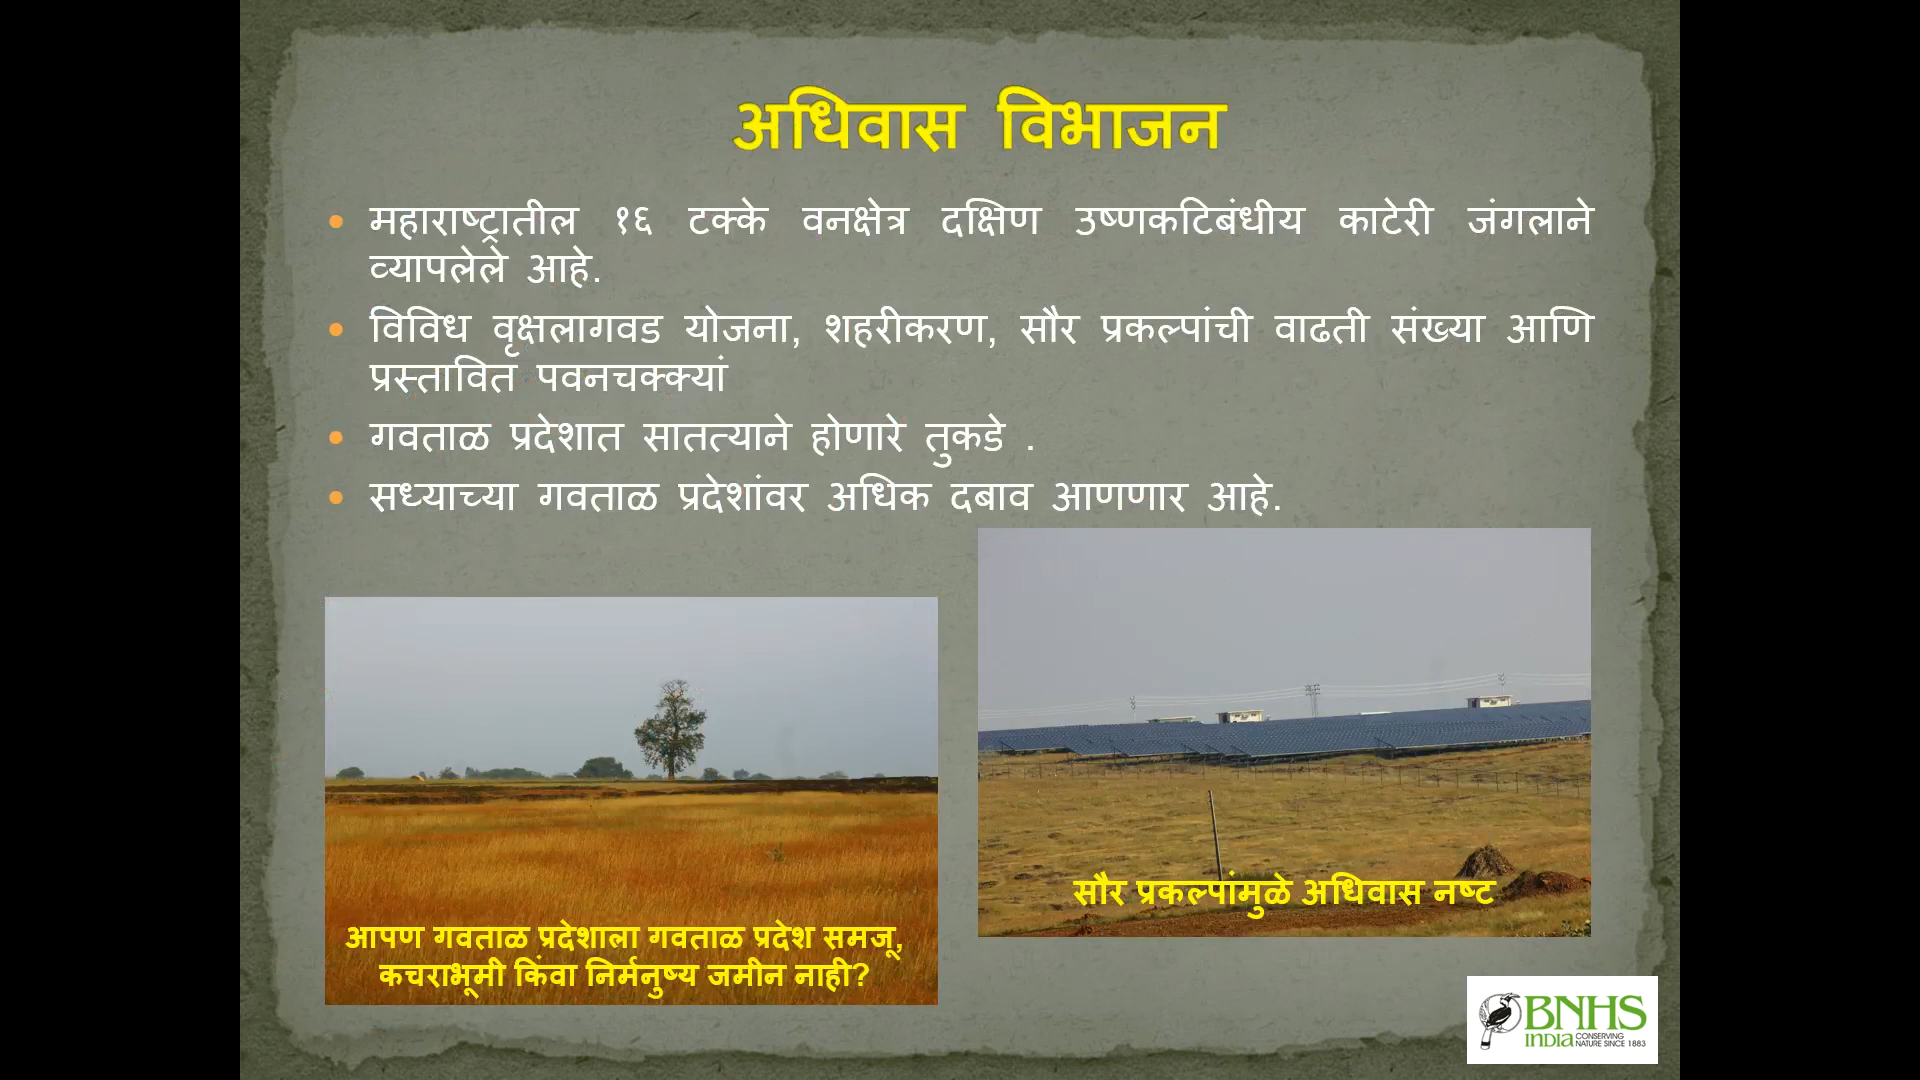 अधिवास विभाजन
महाराष्ट्रातील १६ टक्के वनक्षेत्र दक्षिण उष्णकटिबंधीय काटेरी जंगलाने
व्यापलेले आहे.
विविध वृक्षलागवड योजना, शहरीकरण, सौर प्रकल्पांची वाढती संख्या आणि
प्रस्तावित पवनचक्क्यां
गवताळ प्रदेशात सातत्याने होणारे तुकडे .
सध्याच्या गवताळ प्रदेशांवर अधिक दबाव आणणार आहे.
सौर प्रकल्पांमुळे अधिवास नष्ट
आपण गवताळ प्रदेशाला गवताळ प्रदेश समजू,
कचराभूमी किंवा निर्मनुष्य जमीन नाही?
BNHS
INDIA CONSERVING NATURE SINCE 1883